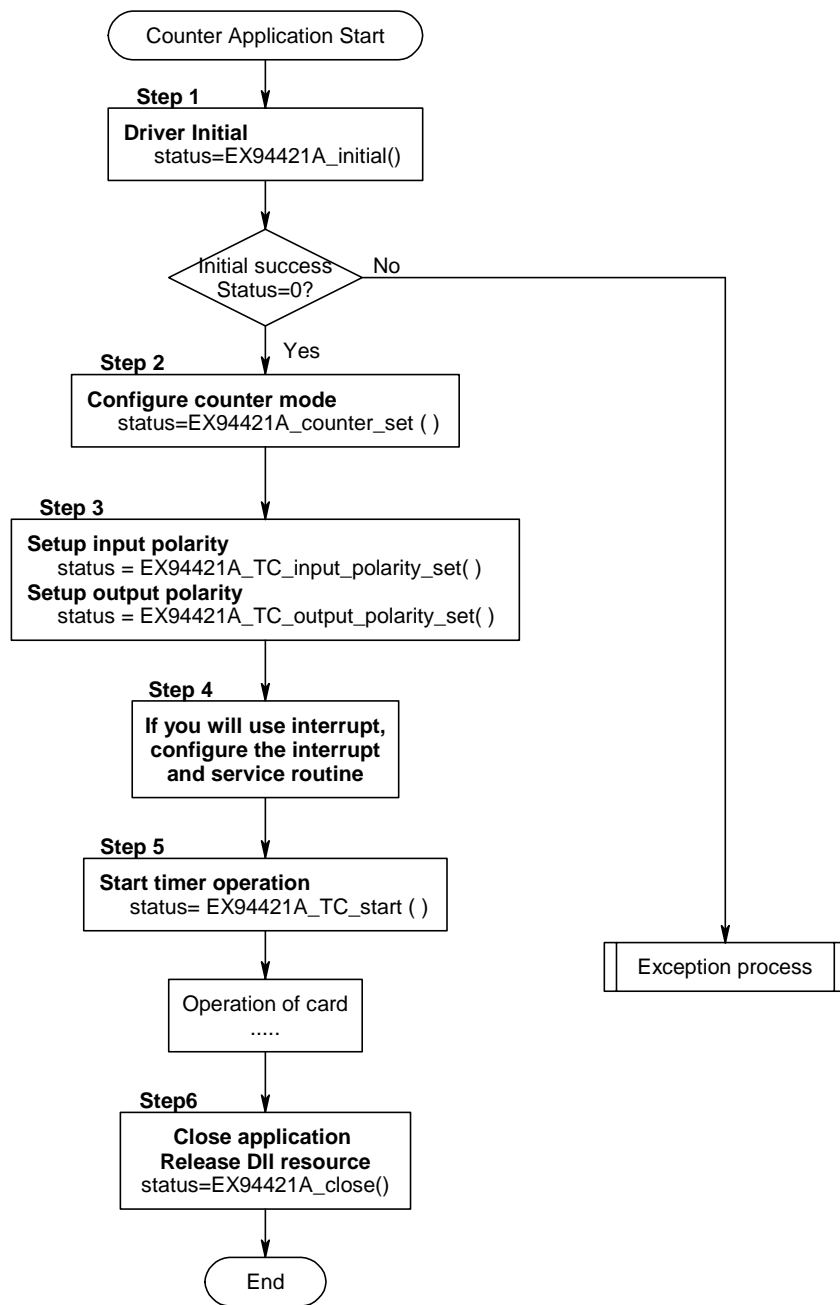 Counter Application Start
Step 1
Driver Initial
status=EX94421A_initial()
Initial success
Status=0?
No
Yes
Step 2
Configure counter mode
status=EX94421A_counter_set ( )
Step 3
Setup input polarity
status = EX94421A_TC_input_polarity_set( )
Setup output polarity
status = EX94421A_TC_output_polarity_set( )
Step 4
If you will use interrupt,
configure the interrupt
and service routine
Step 5
Start timer operation
status= EX94421A_TC_start ( )
Exception process
Operation of card
.....
Step6
Close application
Release Dll resource
status=EX94421A_close()
End